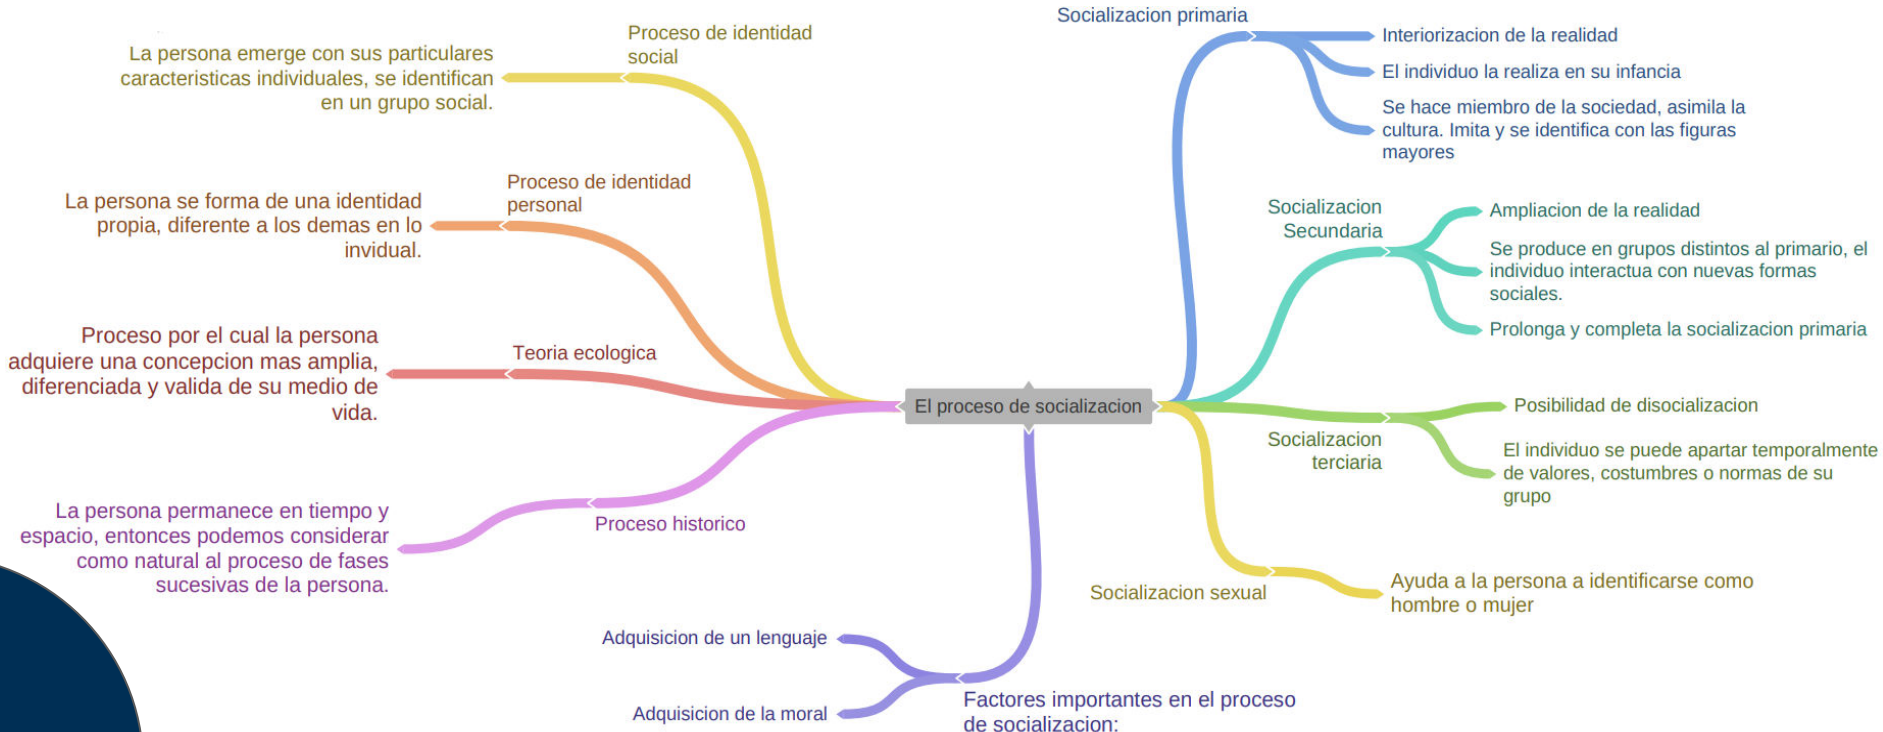 Proceso de identidad
social
La persona emerge con sus particulares
caracteristicas individuales, se identifican
en un grupo social.
Proceso de identidad
personal
La persona se forma de una identidad
propia, diferente a los demas en lo
invidual.
Teoria ecologica
Proceso por el cual la persona
adquiere una concepcion mas amplia,
diferenciada y valida de su medio de
vida.
Proceso historico
La persona permanece en tiempo y
espacio, entonces podemos considerar
como natural al proceso de fases
sucesivas de la persona.
El proceso de socializacion
Socializacion primaria
Interiorizacion de la realidad
El individuo la realiza en su infancia
Se hace miembro de la sociedad, asimila la
cultura. Imita y se identifica con las figuras
mayores
Socializacion
Secundaria
Ampliacion de la realidad
Se produce en grupos distintos al primario, el
individuo interactua con nuevas formas
sociales.
Prolonga y completa la socializacion primaria
Socializacion
terciaria
Posibilidad de disocializacion
El individuo se puede apartar temporalmente
de valores, costumbres o normas de su
grupo
Socializacion sexual
Ayuda a la persona a identificarse como
hombre o mujer
Factores importantes en el proceso
de socializacion:
Adquisicion de un lenguaje
Adquisicion de la moral